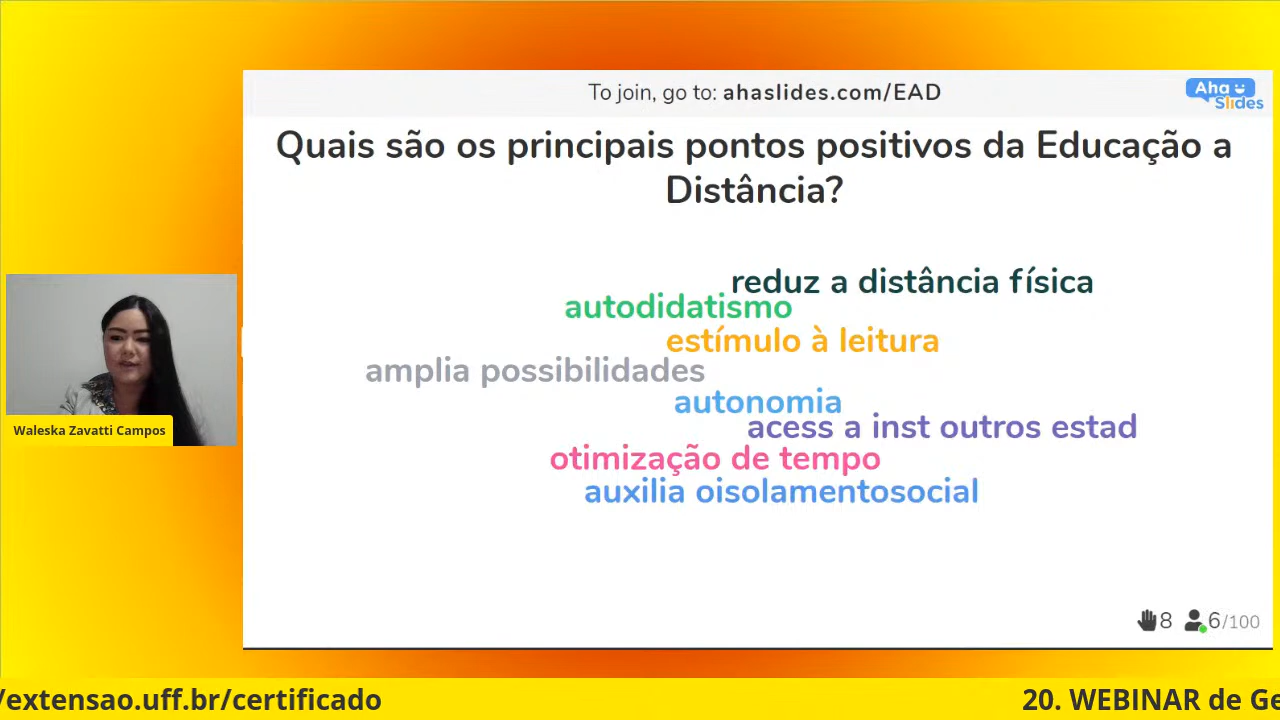 To join, go to: ahaslides.com/EAD
Aha
Slides
Quais são os principais pontos positivos da Educação a
Distância?
reduz a distância física
autodidatismo
estímulo à leitura
amplia possibilidades
autonomia
acess a inst outros estad
otimização de tempo
auxilia oisolamentosocial
Waleska Zavatti Campos
8 6/100
/extensao.uff.br/certificado
20. WEBINAR de Ge